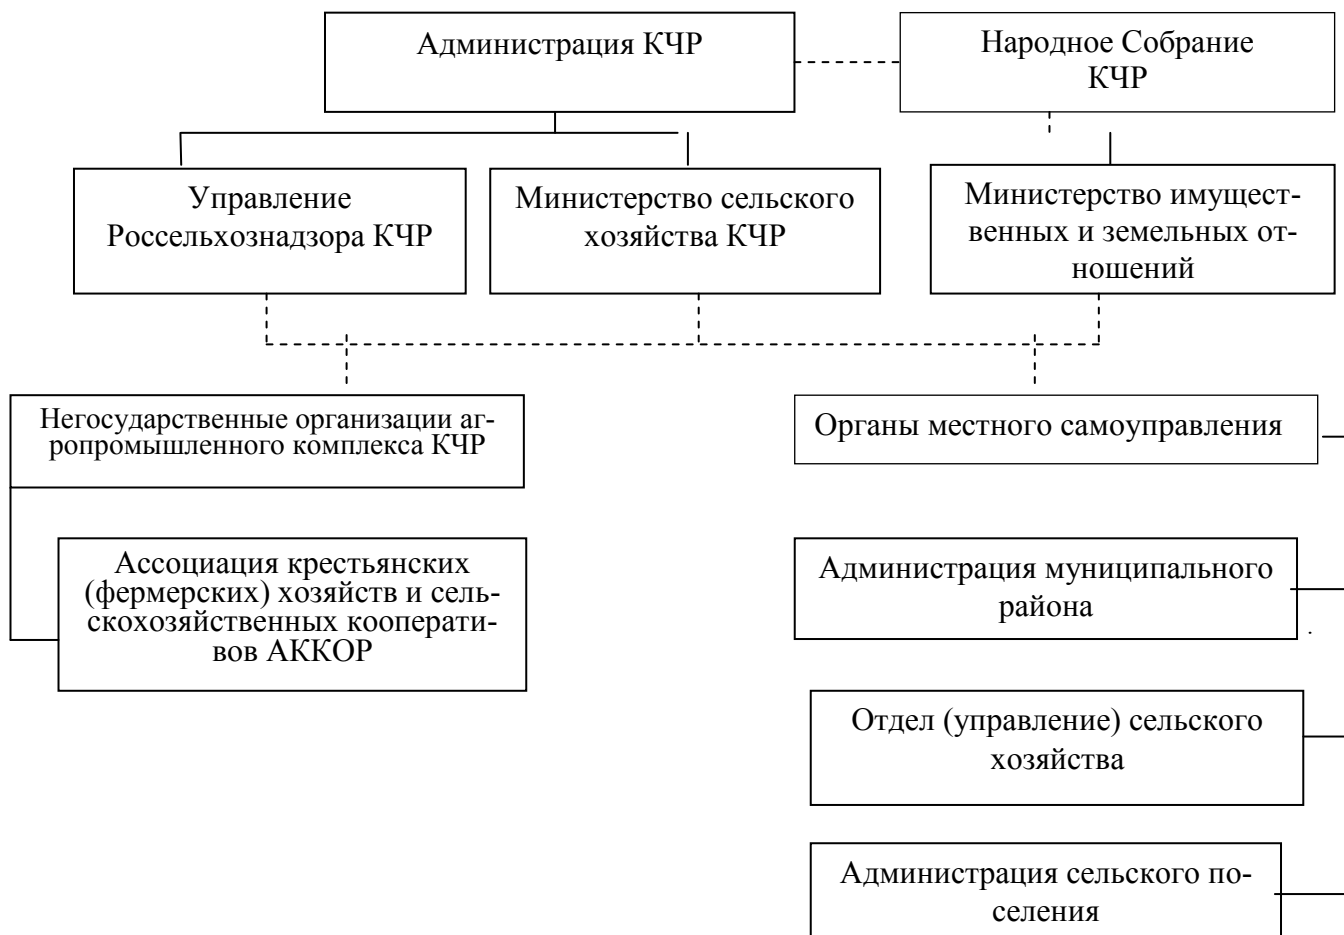 Администрация КЧР
Народное Собрание
КЧР
Управление
Россельхознадзора КЧР
Министерство сельского
хозяйства КЧР
Министерство имущест-
венных и земельных от-
ношений
Негосударственные организации аг-
ропромышленного комплекса КЧР
Органы местного самоуправления
Ассоциация крестьянских
(фермерских) хозяйств и сель-
скохозяйственных кооперати-
вов АККОР
Администрация муниципального
района
.
Отдел (управление) сельского
хозяйства
Администрация сельского по-
селения